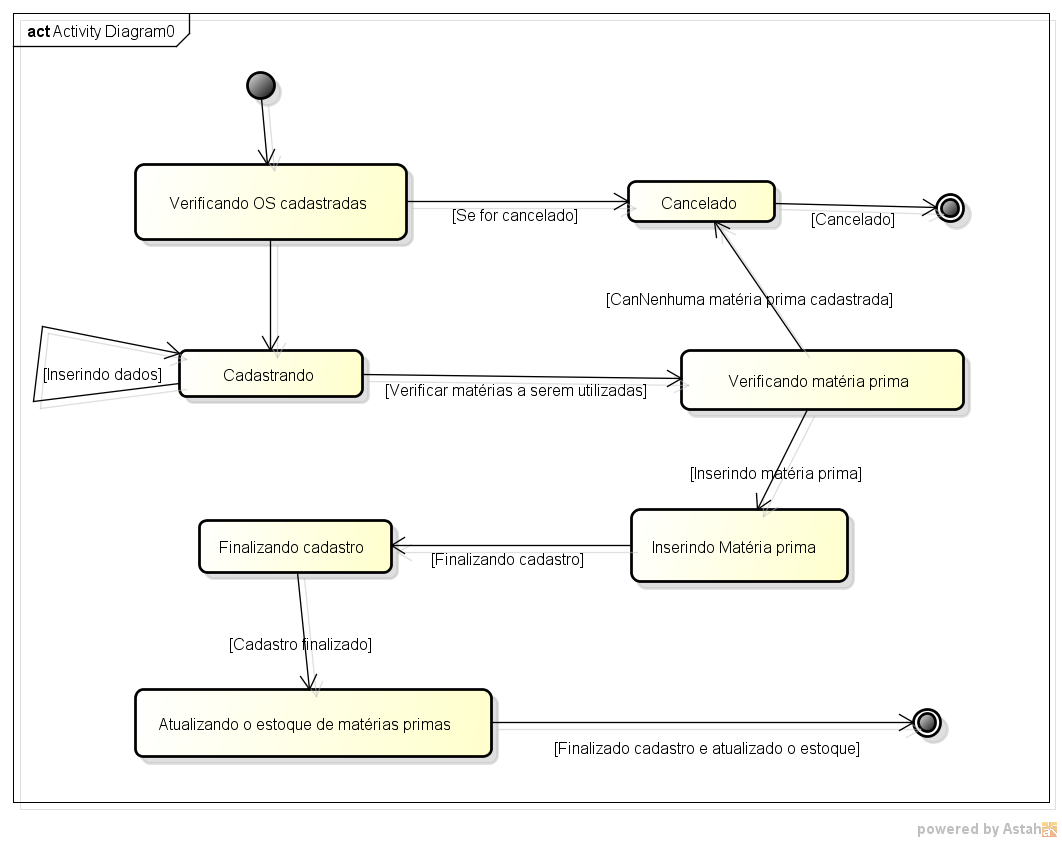 act Activity Diagram0
Verificando OS cadastradas
[Se for cancelado]
Cancelado
[Cancelado]
[CanNenhuma matéria prima cadastrada]
[Inserindo dados]
Cadastrando
[Verificar matérias a serem utilizadas]
Verificando matéria prima
[Inserindo matéria prima]
Finalizando cadastro
[Finalizando cadastro]
Inserindo Matéria prima
[Cadastro finalizado]
Atualizando o estoque de matérias primas
[Finalizado cadastro e atualizado o estoque]
powered by Astah